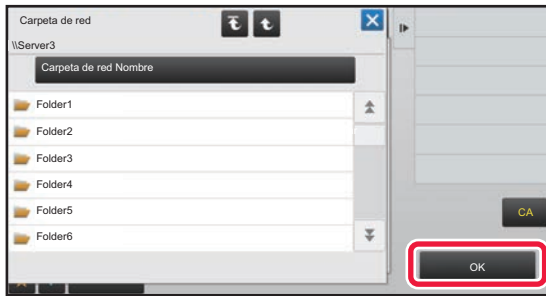 Carpeta de red
\\Server3
Carpeta de red Nombre
Folder1
Folder2
Folder3
Folder4
Folder5
Folder6
CA
OK